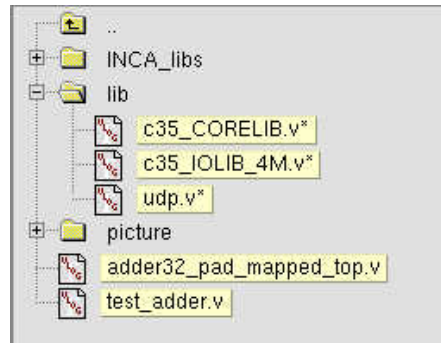 ..
INCA_libs
lib
c35_CORELIB.v*
c35_IOLIB_4M.v*
udp.v*
picture
adder32_pad_mapped_top.v
test_adder.v